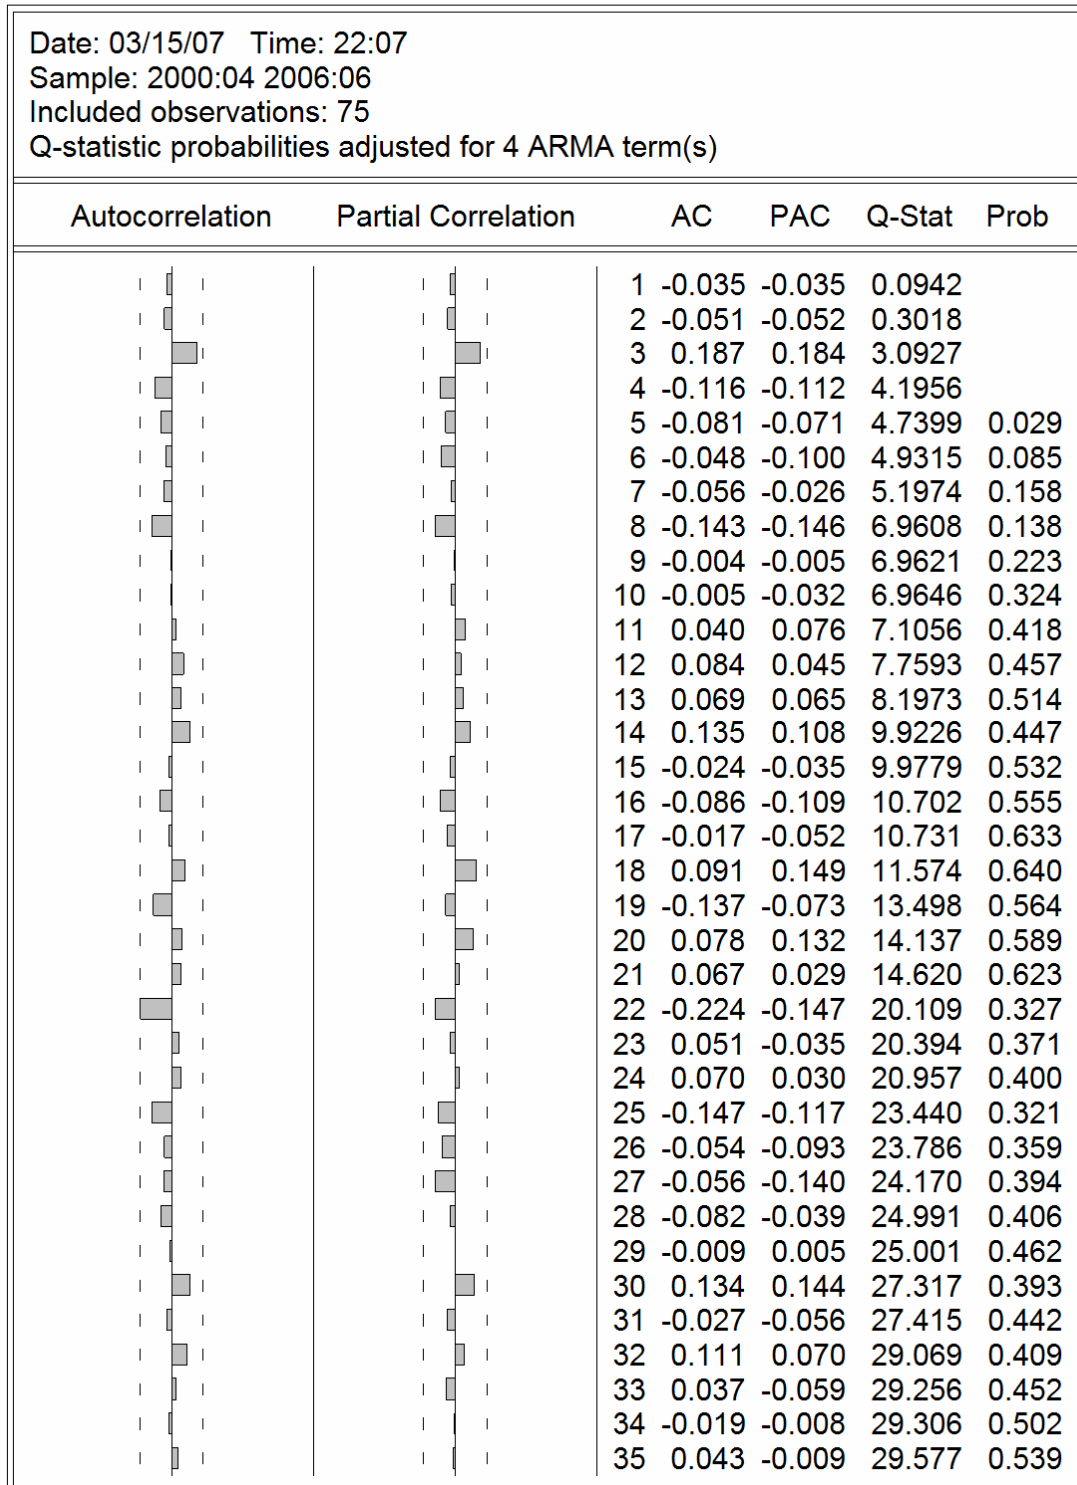 Date: 03/15/07 Time: 22:07
Sample: 2000:04 2006:06
Included observations: 75
Q-statistic probabilities adjusted for 4 ARMA term(s)
Autocorrelation Partial Correlation AC PAC Q-Stat Prob
1 -0.035 -0.035 0.0942
2 -0.051 -0.052 0.3018
3 0.187 0.184 3.0927
4 -0.116 -0.112 4.1956
5 -0.081 -0.071 4.7399 0.029
6 -0.048 -0.100 4.9315 0.085
7 -0.056 -0.026 5.1974 0.158
8 -0.143 -0.146 6.9608 0.138
9 -0.004 -0.005 6.9621 0.223
10 -0.005 -0.032 6.9646 0.324
11 0.040 0.076 7.1056 0.418
12 0.084 0.045 7.7593 0.457
13 0.069 0.065 8.1973 0.514
14 0.135 0.108 9.9226 0.447
15 -0.024 -0.035 9.9779 0.532
16 -0.086 -0.109 10.702 0.555
17 -0.017 -0.052 10.731 0.633
18 0.091 0.149 11.574 0.640
19 -0.137 -0.073 13.498 0.564
20 0.078 0.132 14.137 0.589
21 0.067 0.029 14.620 0.623
22 -0.224 -0.147 20.109 0.327
23 0.051 -0.035 20.394 0.371
24 0.070 0.030 20.957 0.400
25 -0.147 -0.117 23.440 0.321
26 -0.054 -0.093 23.786 0.359
27 -0.056 -0.140 24.170 0.394
28 -0.082 -0.039 24.991 0.406
29 -0.009 0.005 25.001 0.462
30 0.134 0.144 27.317 0.393
31 -0.027 -0.056 27.415 0.442
32 0.111 0.070 29.069 0.409
33 0.037 -0.059 29.256 0.452
34 -0.019 -0.008 29.306 0.502
35 0.043 -0.009 29.577 0.539